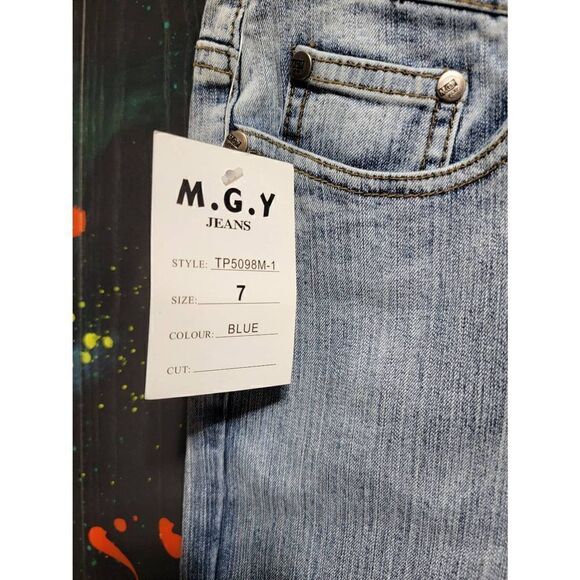 M.G.Y
JEANS
STYLE: TP5098M-1
SIZE: 7
COLOUR: BLUE
CUT: